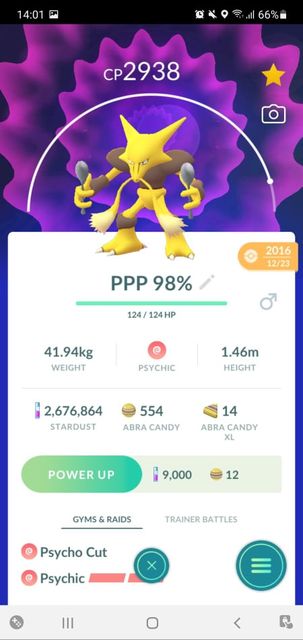 14:01 66%
CP2938
2016
12/23
PPP 98%
124 / 124 HP
41.94kg PSYCHIC 1.46m
WEIGHT HEIGHT
2,676,864 554 14
STARDUST ABRA CANDY ABRA CANDY XL
POWER UP 9,000 12
GYMS & RAIDS TRAINER BATTLES
Psycho Cut
Psychic